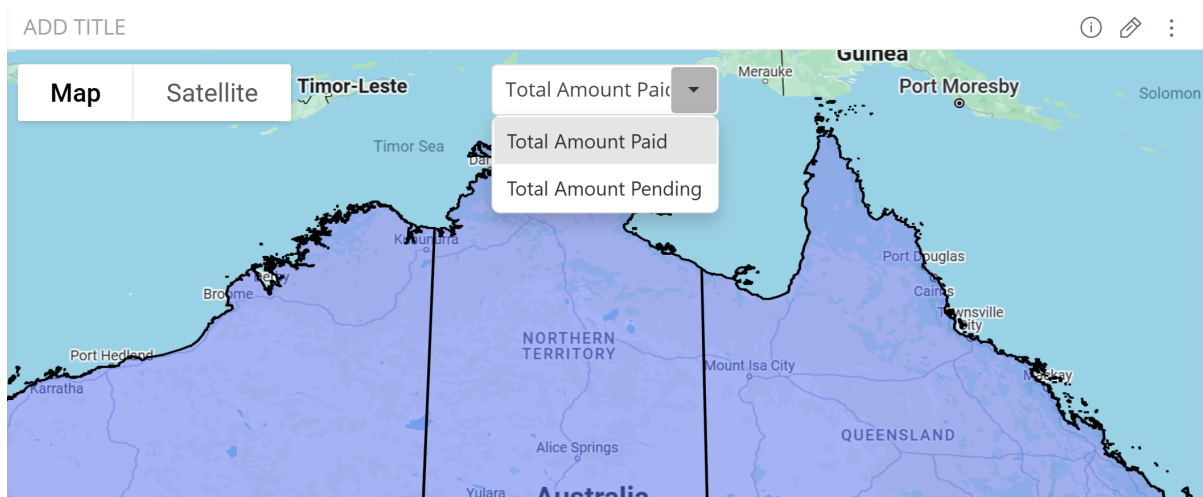 ADD TITLE
Map
Satellite
Timor-Leste
Total Amount Paid
Guinea
Merauke
Port Moresby
Solomon
Timor Sea
Total Amount Paid
Total Amount Pending
Kununurra
Port Douglas
Broome
Cairns
Townsville
City
NORTHERN
TERRITORY
Port Hedland
Mount Isa City
Mackay
Karratha
QUEENSLAND
Alice Springs
Yulara
Australia